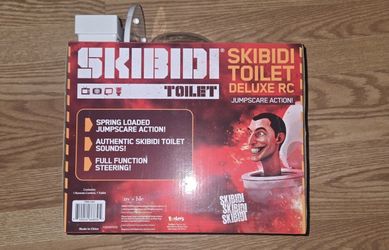 SKIBIDI
TOILET
SKIBIDI
TOILET
DELUXE RC
JUMPSCARE ACTION!
SPRING LOADED
JUMPSCARE ACTION!
AUTHENTIC SKIBIDI TOILET
SOUNDS!
FULL FUNCTION
STEERING!
SKIBIDI
SKIBIDI
SKIBIDI
Contents:
Made in China